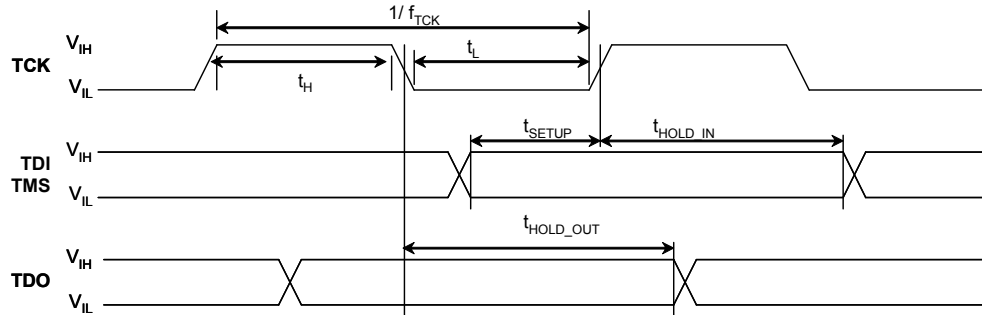 1/ fTCK
VIH
TCK
tL
tH
VIL
tSETUP
tHOLD_IN
VIH
TDI
TMS
VIL
tHOLD_OUT
VIH
TDO
VIL